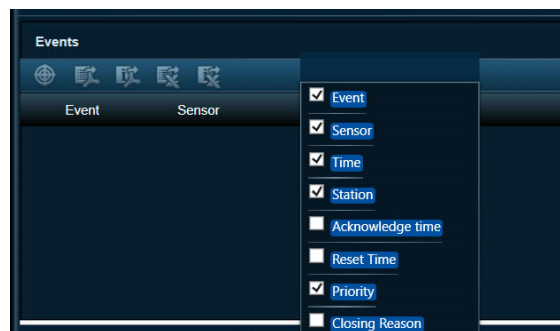 Events
Event Sensor
Event
Sensor
Time
Station
Acknowledge time
Reset Time
Priority
Closing Reason